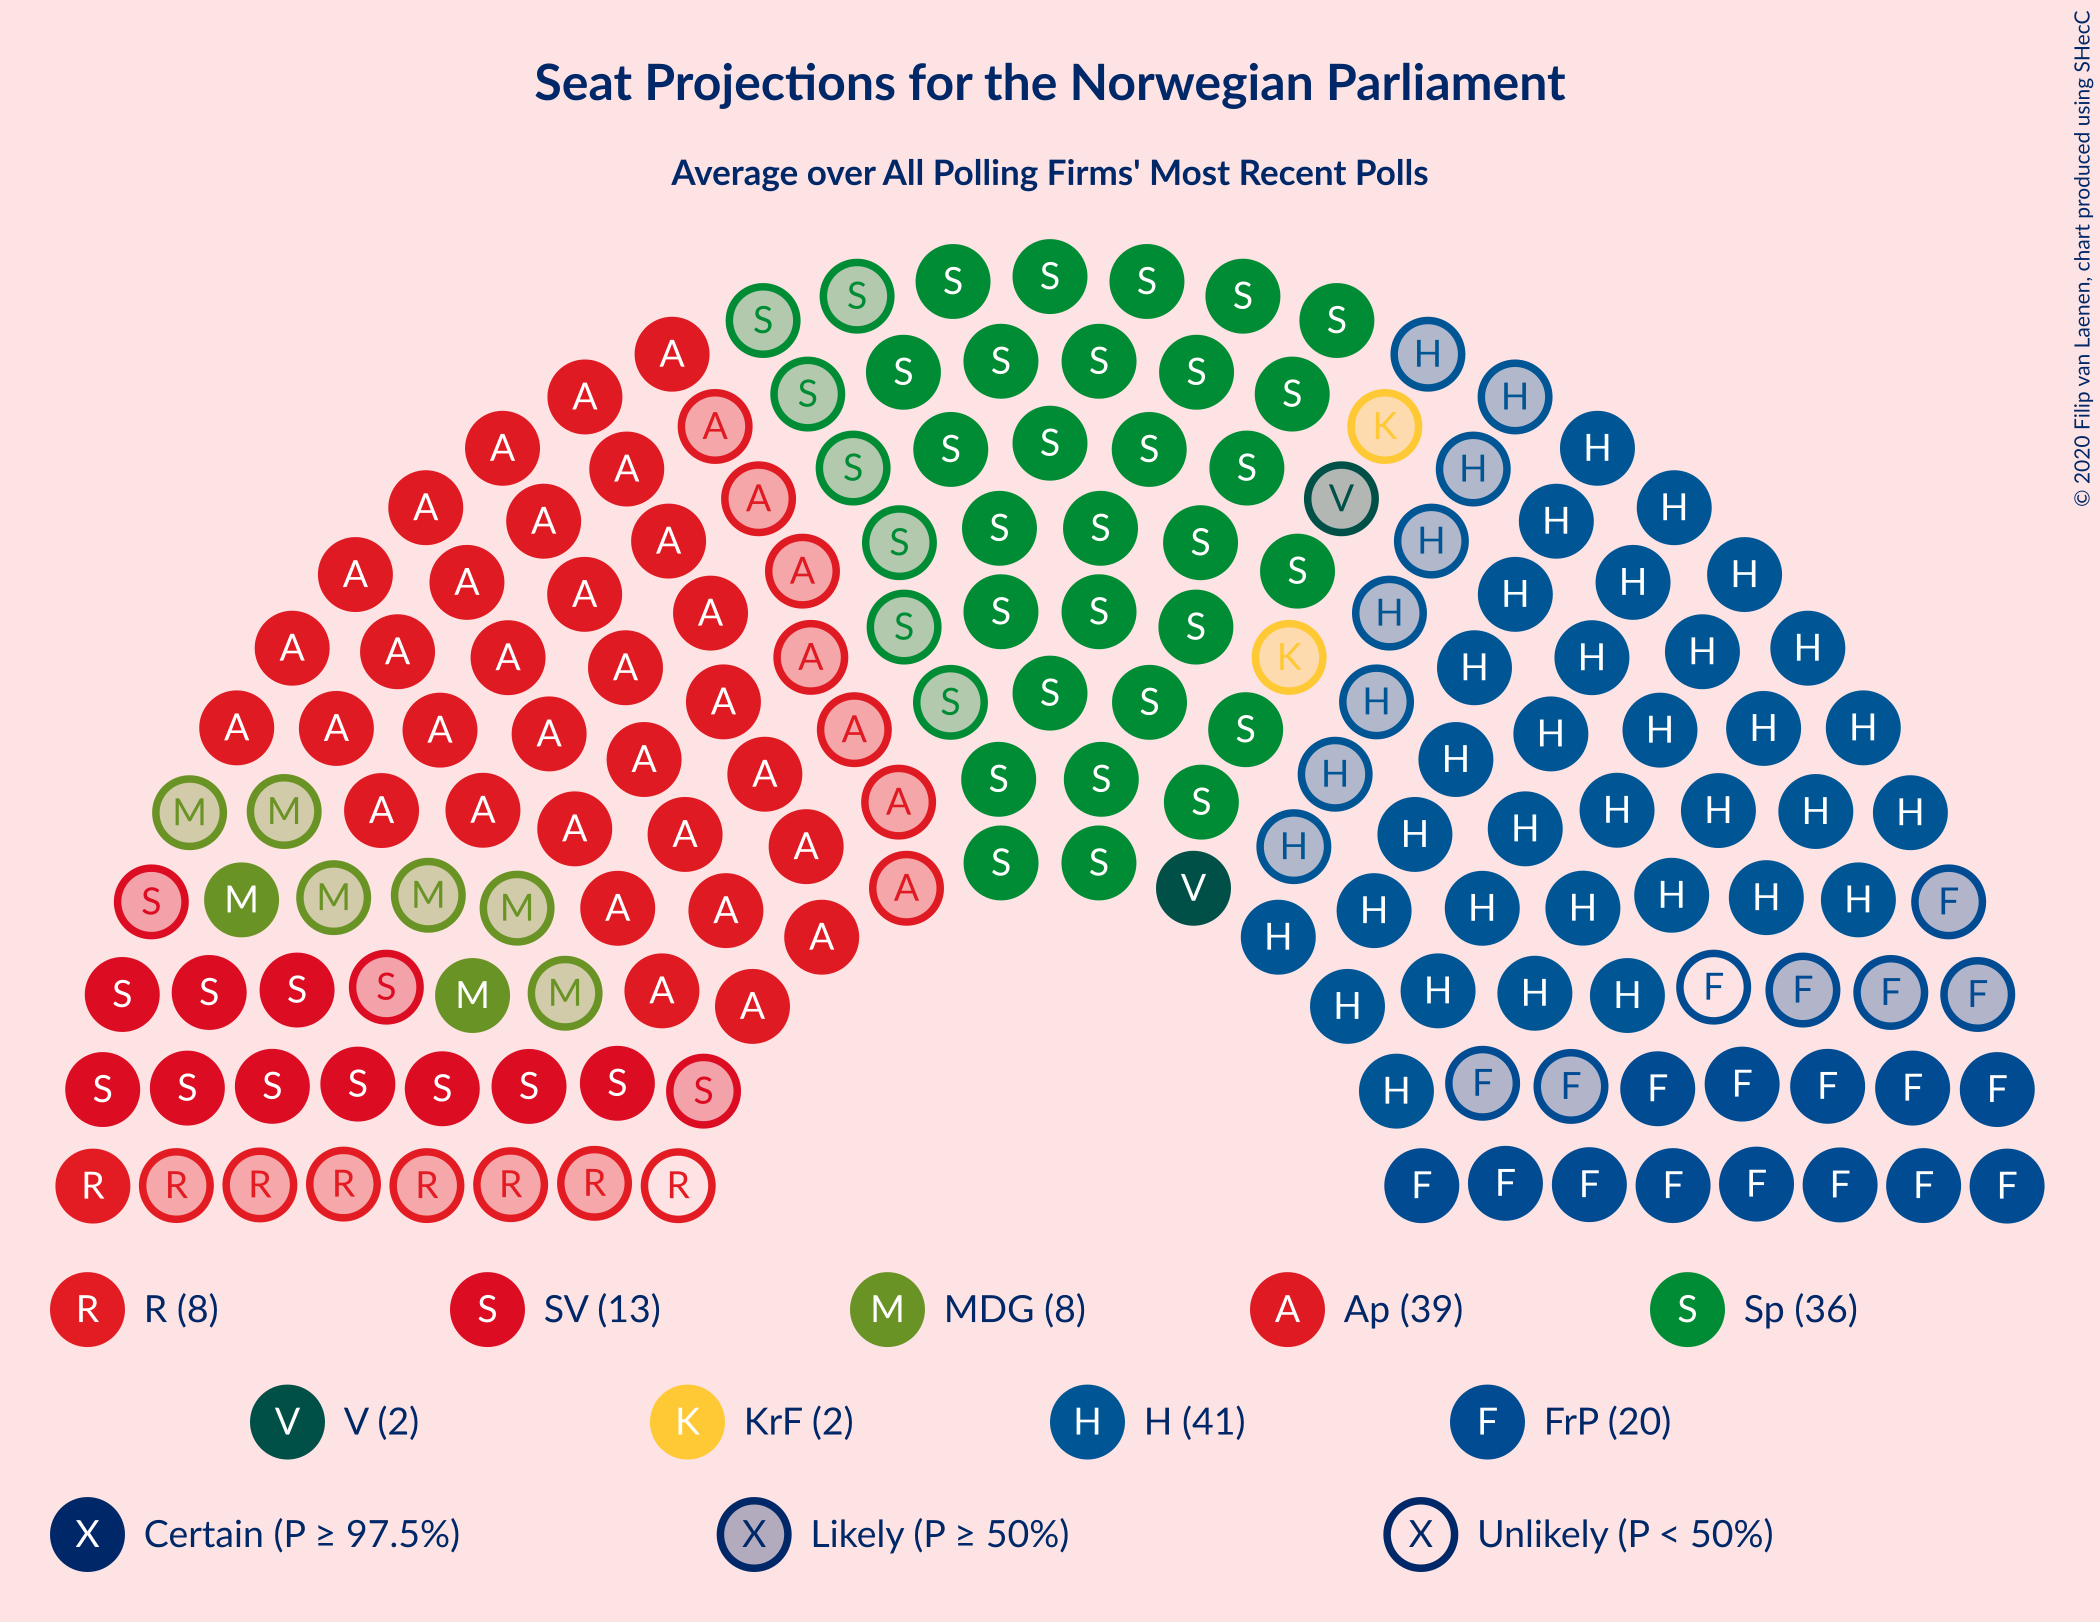 Seat Projections for the Norwegian Parliament
Average over All Polling Firms' Most Recent Polls
© 2020 Filip van Laenen, chart produced using SHecC
S S S S S S S
A H
S S S S S H
A A K
A S S S S S H H
A A A V
A A A S S S S H H H
A A A S K H H H
A A A A S S S S H H H H
A A A A A S S S H H H H H
M M A A A A A A S S V H H H H H H H
S M M M M A A A H H H H H H H F
S S S S M M A A H H H H F F F F
S S S S S S S S H F F F F F F F
R R R R R R R R F F F F F F F F
R R (8) S SV (13) M MDG (8) A Ap (39) S Sp (36)
V V (2) K KrF (2) H H (41) F FrP (20)
X Certain (P ≥ 97.5%) X Likely (P ≥ 50%) X Unlikely (P < 50%)